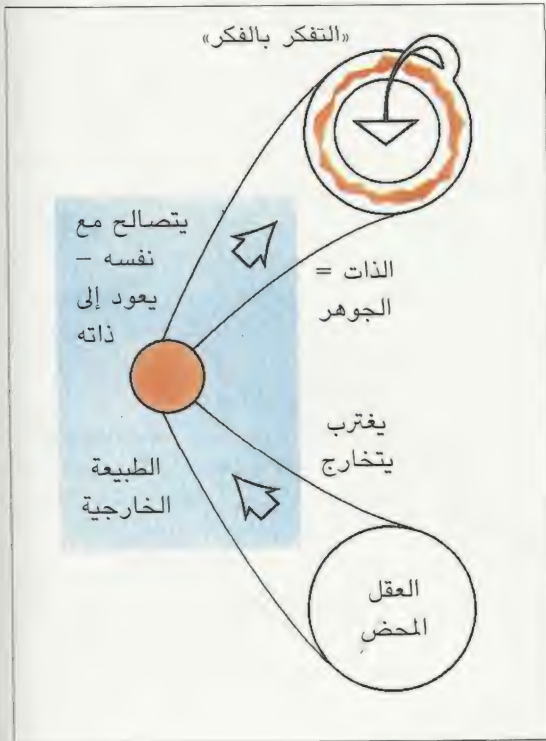 «التفكر بالفكر»
يتصالح مع
نفسه –
يعود إلى
ذاته
الذات =
الجوهر
يغترب
يتخارج
الطبيعة
الخارجية
العقل
المحض